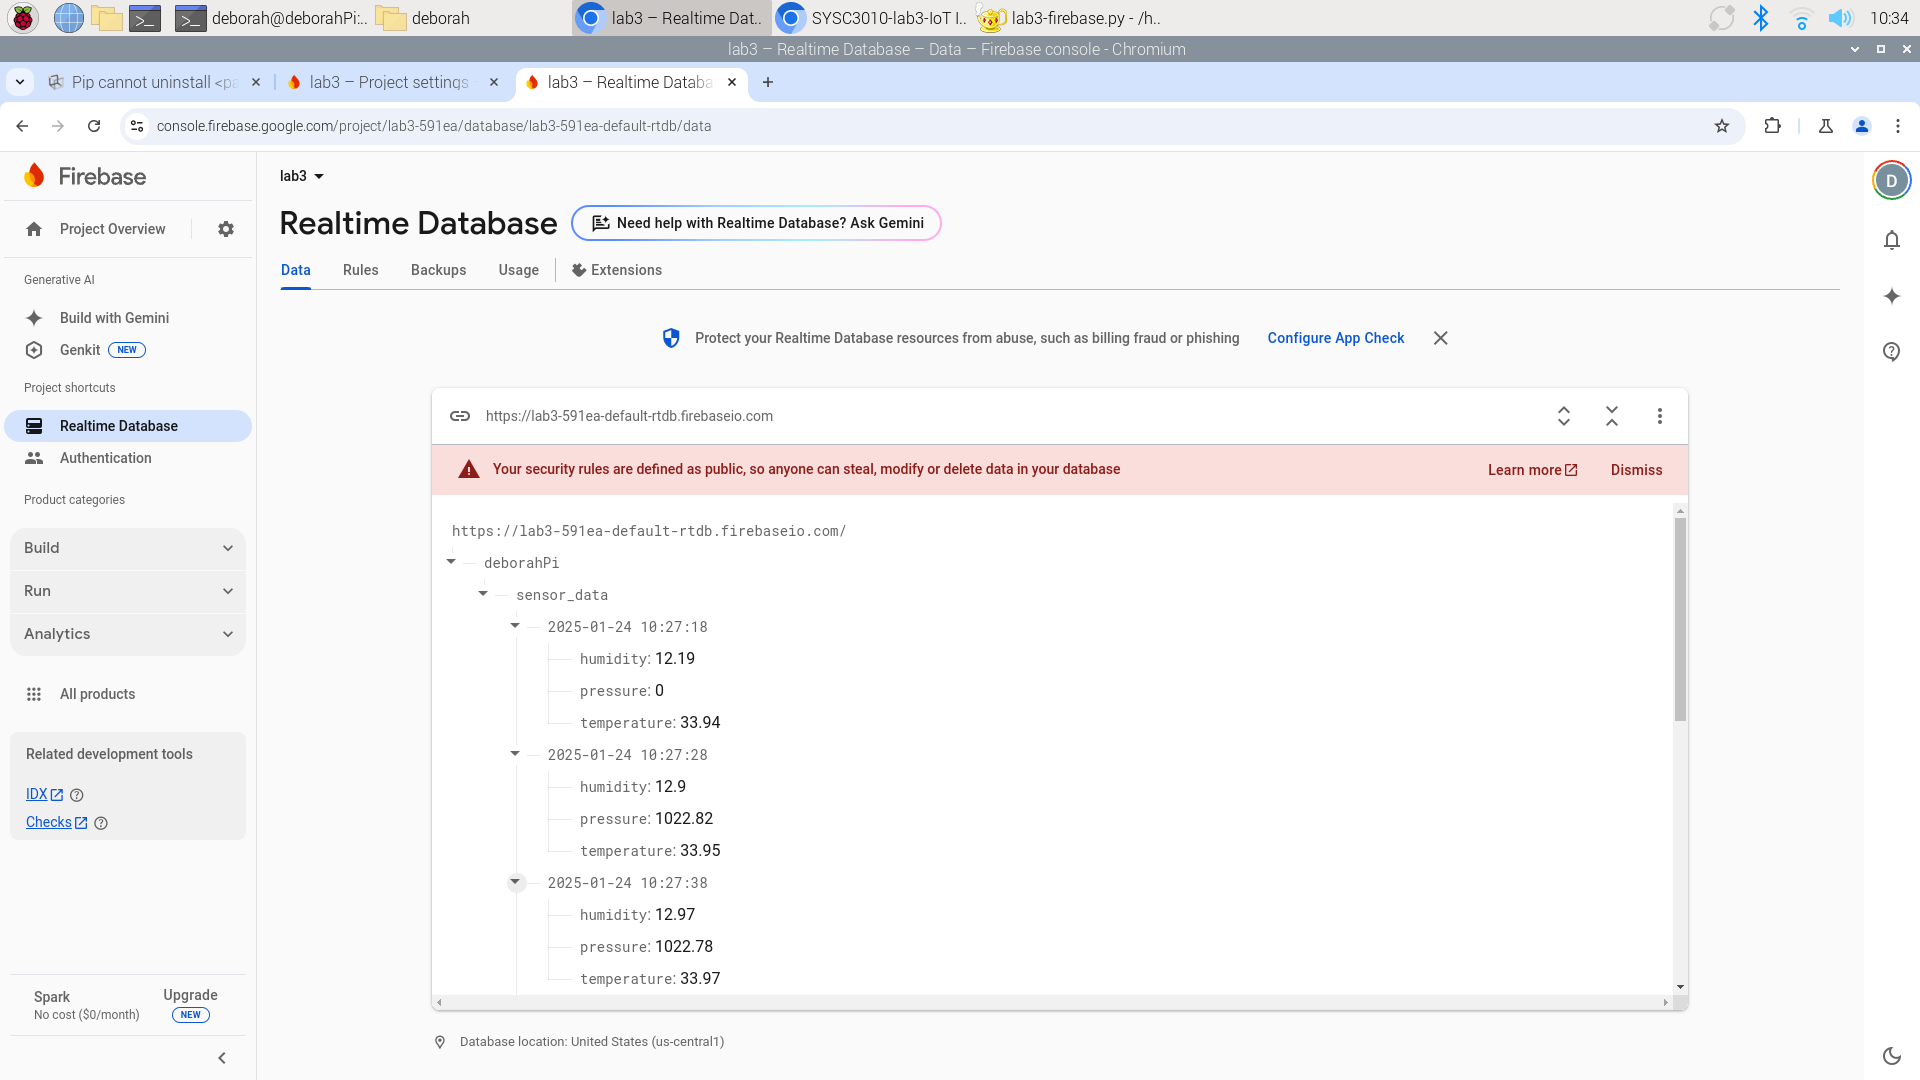 deborah@deborahPi:..
deborah
lab3 – Realtime Dat..
SYSC3010-lab3-IoT I..
lab3-firebase.py - /h..
10:34
lab3 – Realtime Database – Data – Firebase console - Chromium
Pip cannot uninstall <pa
lab3 – Project settings
lab3 – Realtime Databa
console.firebase.google.com/project/lab3-591ea/database/lab3-591ea-default-rtdb/data
Firebase
lab3
D
Project Overview
Realtime Database
Need help with Realtime Database? Ask Gemini
Generative AI
Data
Rules
Backups
Usage
Extensions
Build with Gemini
Genkit
NEW
Protect your Realtime Database resources from abuse, such as billing fraud or phishing
Configure App Check
Project shortcuts
Realtime Database
Authentication
Product categories
Build
Run
Analytics
All products
Related development tools
IDX
Checks
Spark
No cost ($0/month)
Upgrade
NEW
https://lab3-591ea-default-rtdb.firebaseio.com
Your security rules are defined as public, so anyone can steal, modify or delete data in your database
Learn more
Dismiss
https://lab3-591ea-default-rtdb.firebaseio.com/
deborahPi
sensor_data
2025-01-24 10:27:18
humidity: 12.19
pressure: 0
temperature: 33.94
2025-01-24 10:27:28
humidity: 12.9
pressure: 1022.82
temperature: 33.95
2025-01-24 10:27:38
humidity: 12.97
pressure: 1022.78
temperature: 33.97
Database location: United States (us-central1)